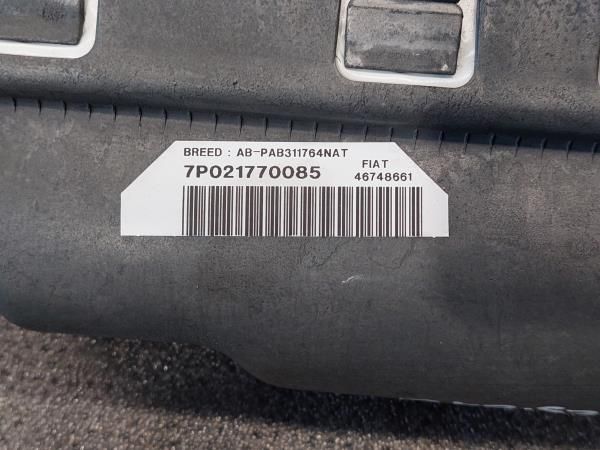 BREED : AB-PAB311764NAT
7P021770085 FIAT
46748661